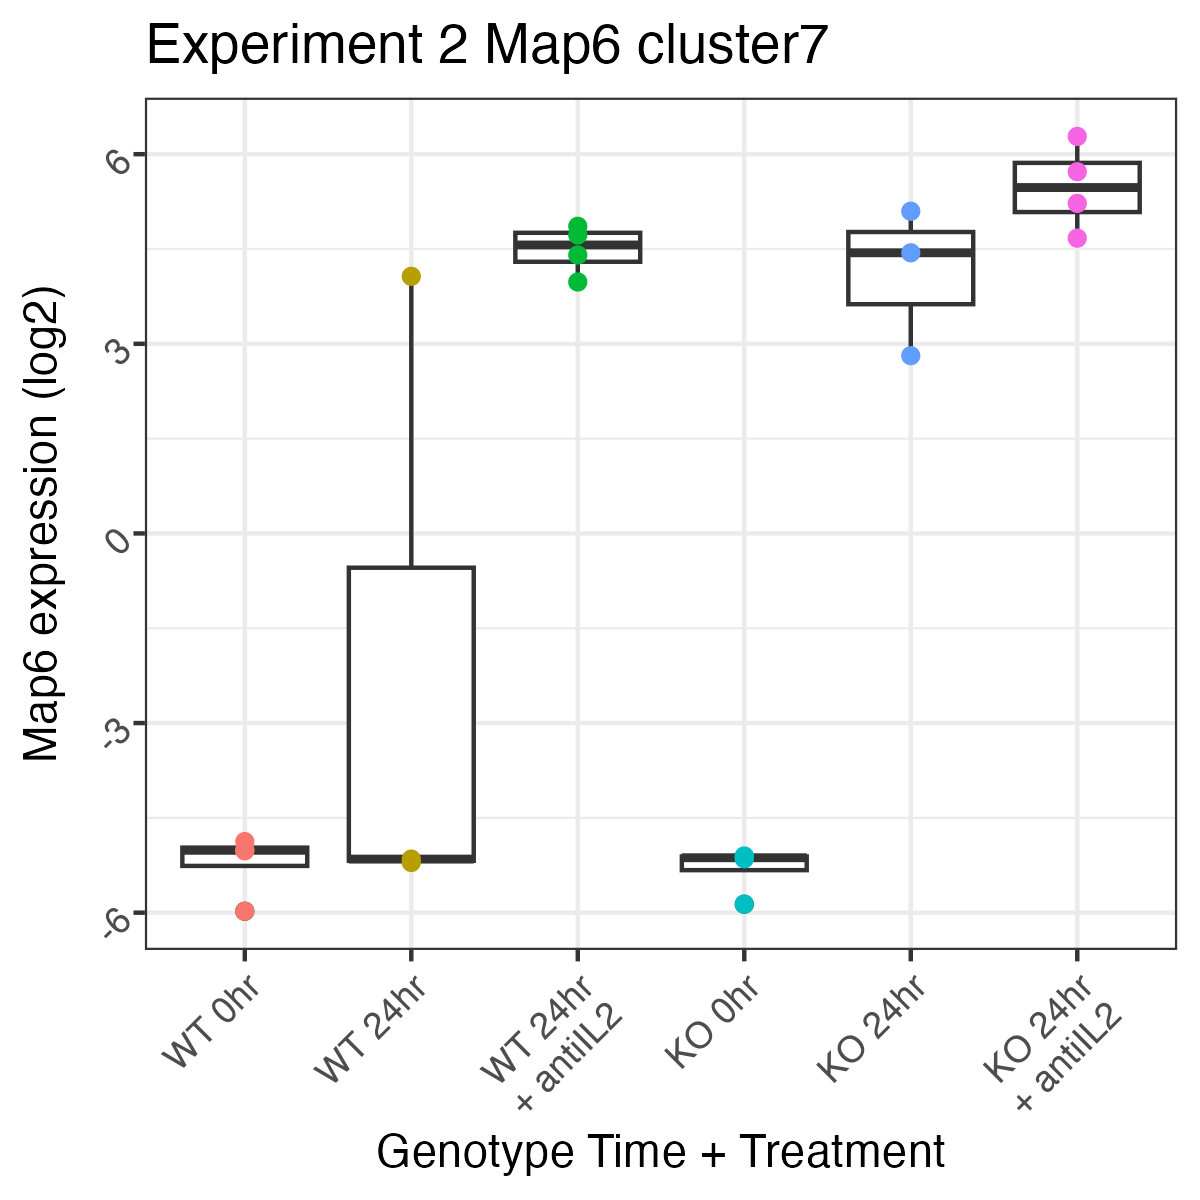 Experiment 2 Map6 cluster7
Map6 expression (log2)
6
3
0
-3
-6
WT 0hr
WT 24hr
WT 24hr
+ antiIL2
KO 0hr
KO 24hr
KO 24hr
+ antiIL2
Genotype Time + Treatment